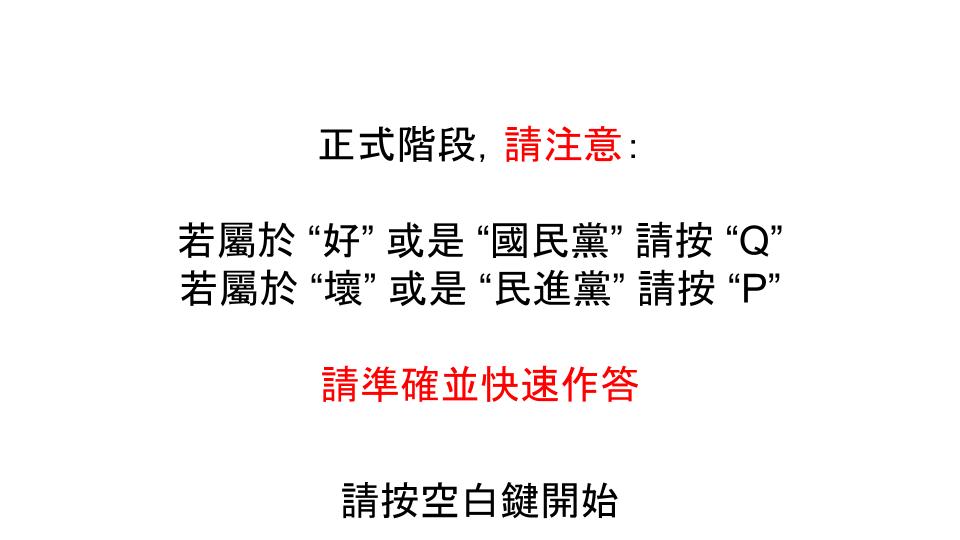 正式階段, 請注意:
若屬於 “好” 或是 “國民黨” 請按 “Q”
若屬於 “壞” 或是 “民進黨” 請按 “P”
請準確並快速作答
請按空白鍵開始